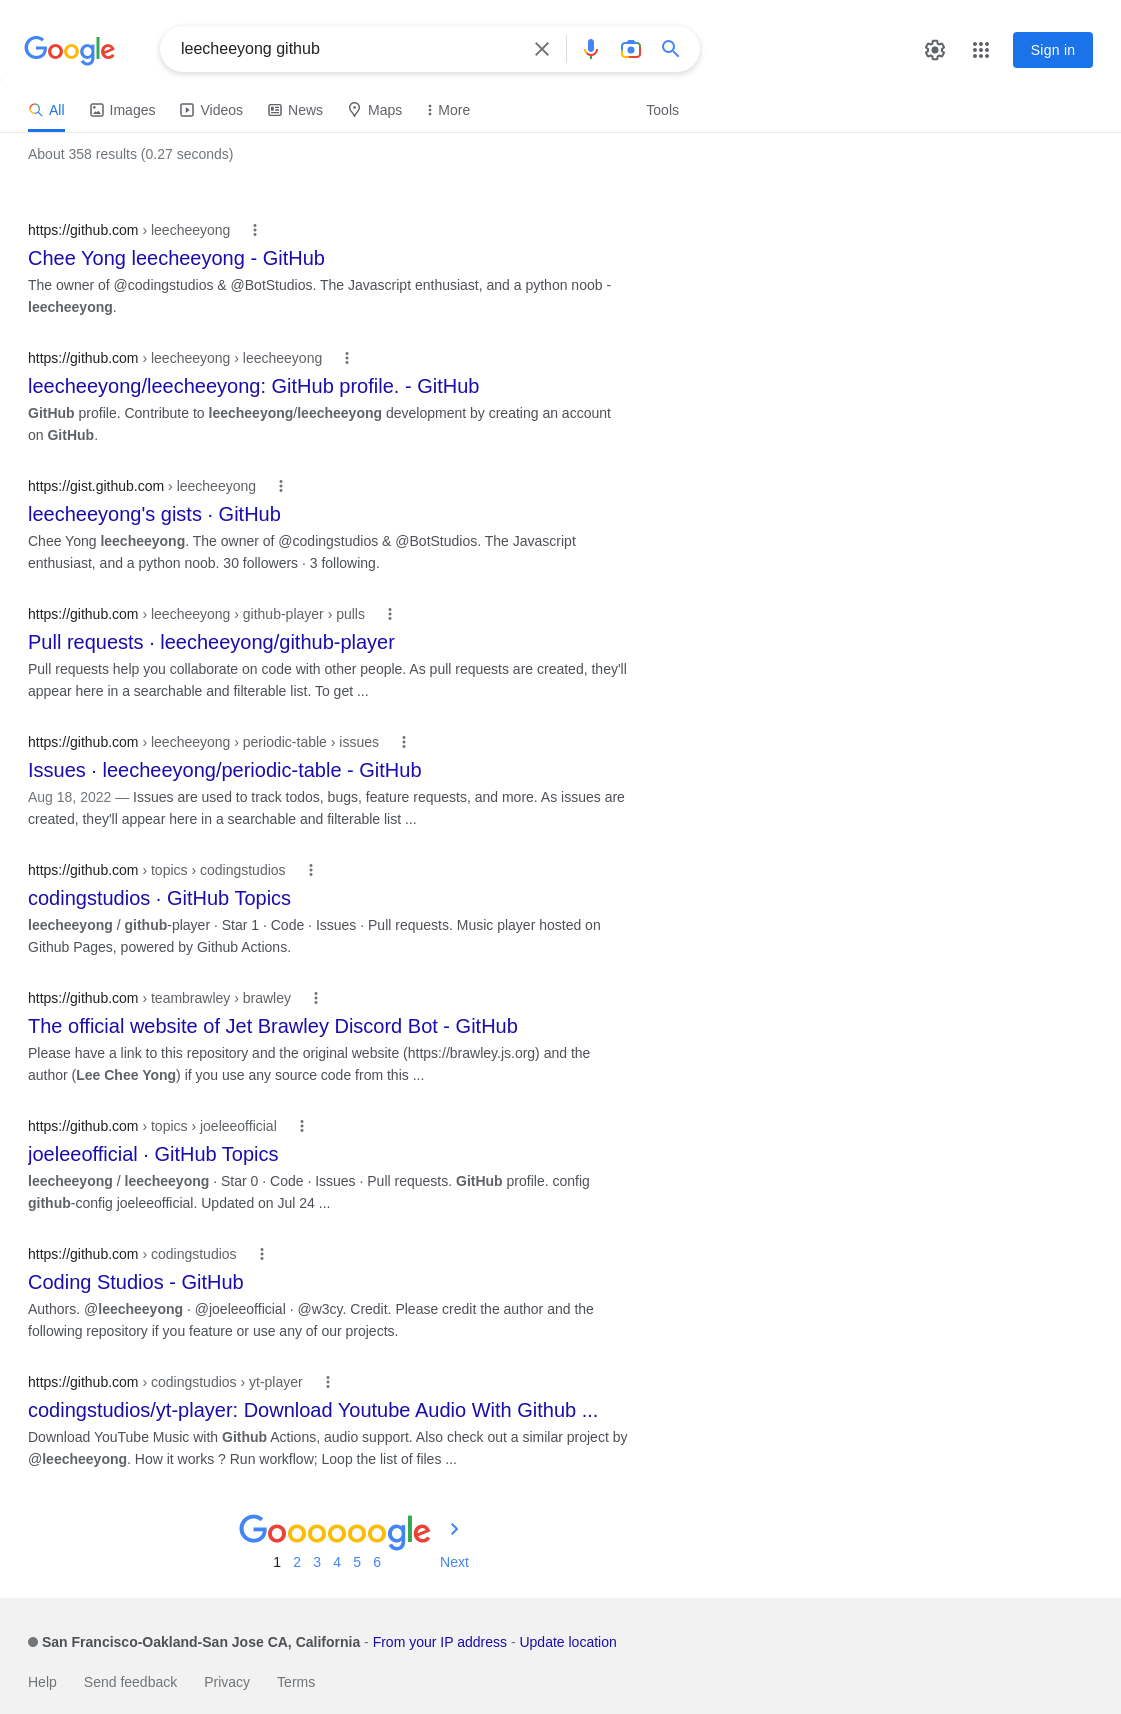 Google
leecheeyong github
Sign in
All Images Videos News Maps More Tools
About 358 results (0.27 seconds)
https://github.com › leecheeyong
Chee Yong leecheeyong - GitHub
The owner of @codingstudios & @BotStudios. The Javascript enthusiast, and a python noob -
leecheeyong.
https://github.com › leecheeyong › leecheeyong
leecheeyong/leecheeyong: GitHub profile. - GitHub
GitHub profile. Contribute to leecheeyong/leecheeyong development by creating an account
on GitHub.
https://gist.github.com › leecheeyong
leecheeyong's gists · GitHub
Chee Yong leecheeyong. The owner of @codingstudios & @BotStudios. The Javascript
enthusiast, and a python noob. 30 followers · 3 following.
https://github.com › leecheeyong › github-player › pulls
Pull requests · leecheeyong/github-player
Pull requests help you collaborate on code with other people. As pull requests are created, they'll
appear here in a searchable and filterable list. To get ...
https://github.com › leecheeyong › periodic-table › issues
Issues · leecheeyong/periodic-table - GitHub
Aug 18, 2022 — Issues are used to track todos, bugs, feature requests, and more. As issues are
created, they'll appear here in a searchable and filterable list ...
https://github.com › topics › codingstudios
codingstudios · GitHub Topics
leecheeyong / github-player · Star 1 · Code · Issues · Pull requests. Music player hosted on
Github Pages, powered by Github Actions.
https://github.com › teambrawley › brawley
The official website of Jet Brawley Discord Bot - GitHub
Please have a link to this repository and the original website (https://brawley.js.org) and the
author (Lee Chee Yong) if you use any source code from this ...
https://github.com › topics › joeleeofficial
joeleeofficial · GitHub Topics
leecheeyong / leecheeyong · Star 0 · Code · Issues · Pull requests. GitHub profile. config
github-config joeleeofficial. Updated on Jul 24 ...
https://github.com › codingstudios
Coding Studios - GitHub
Authors. @leecheeyong · @joeleeofficial · @w3cy. Credit. Please credit the author and the
following repository if you feature or use any of our projects.
https://github.com › codingstudios › yt-player
codingstudios/yt-player: Download Youtube Audio With Github ...
Download YouTube Music with Github Actions, audio support. Also check out a similar project by
@leecheeyong. How it works ? Run workflow; Loop the list of files ...
Goooooogle
1 2 3 4 5 6 Next
San Francisco-Oakland-San Jose CA, California - From your IP address - Update location
Help Send feedback Privacy Terms